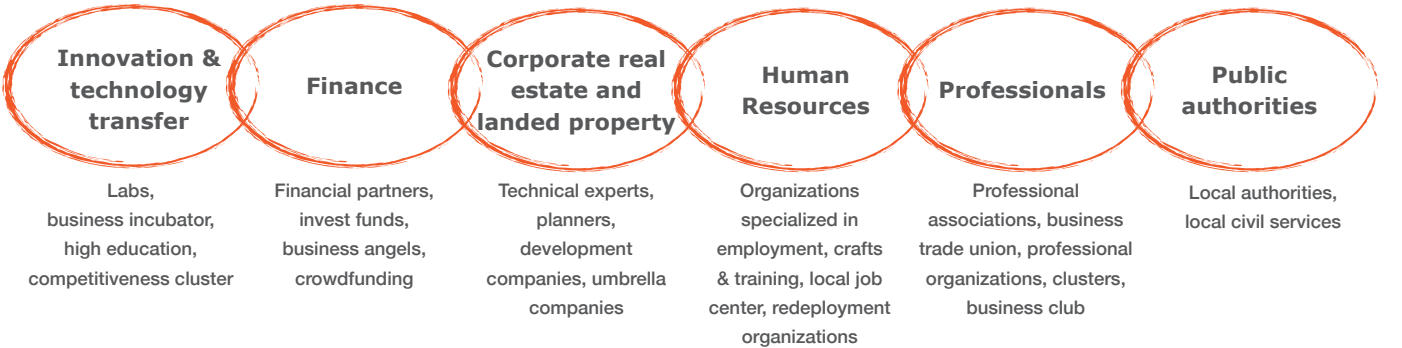 Innovation &
technology
transfer
Finance
Corporate real
estate and
landed property
Human
Resources
Professionals
Public
authorities
Labs,
business incubator,
high education,
competitiveness cluster
Financial partners,
invest funds,
business angels,
crowdfunding
Technical experts,
planners,
development
companies, umbrella
companies
Organizations
specialized in
employment, crafts
& training, local job
center, redeployment
organizations
Professional
associations, business
trade union, professional
organizations, clusters,
business club
Local authorities,
local civil services